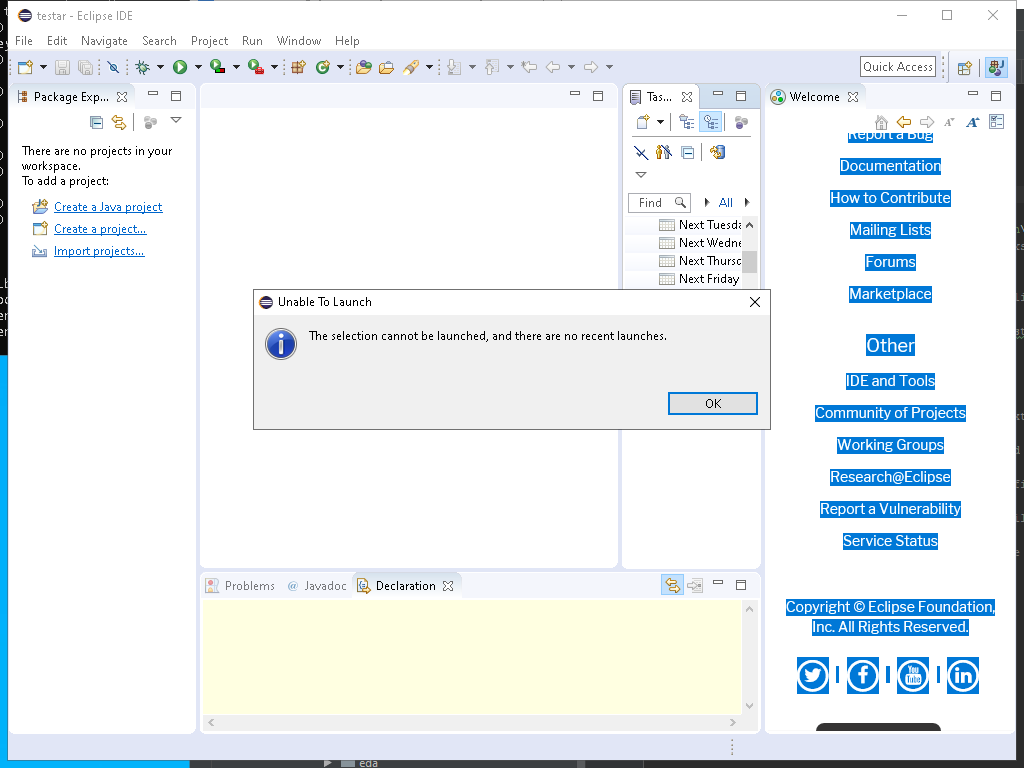 testar - Eclipse IDE
File Edit Navigate Search Project Run Window Help
Quick Access
Package Exp...
There are no projects in your
workspace.
To add a project:
Create a Java project
Create a project...
Import projects...
Tas...
Find
All
Next Tuesda
Next Wedne
Next Thursd
Next Friday
Welcome
Report a Bug
Documentation
How to Contribute
Mailing Lists
Forums
Marketplace
Other
IDE and Tools
Community of Projects
Working Groups
Research@Eclipse
Report a Vulnerability
Service Status
Copyright © Eclipse Foundation,
Inc. All Rights Reserved.
You
Tube
Unable To Launch
The selection cannot be launched, and there are no recent launches.
OK
Problems @ Javadoc Declaration
eda